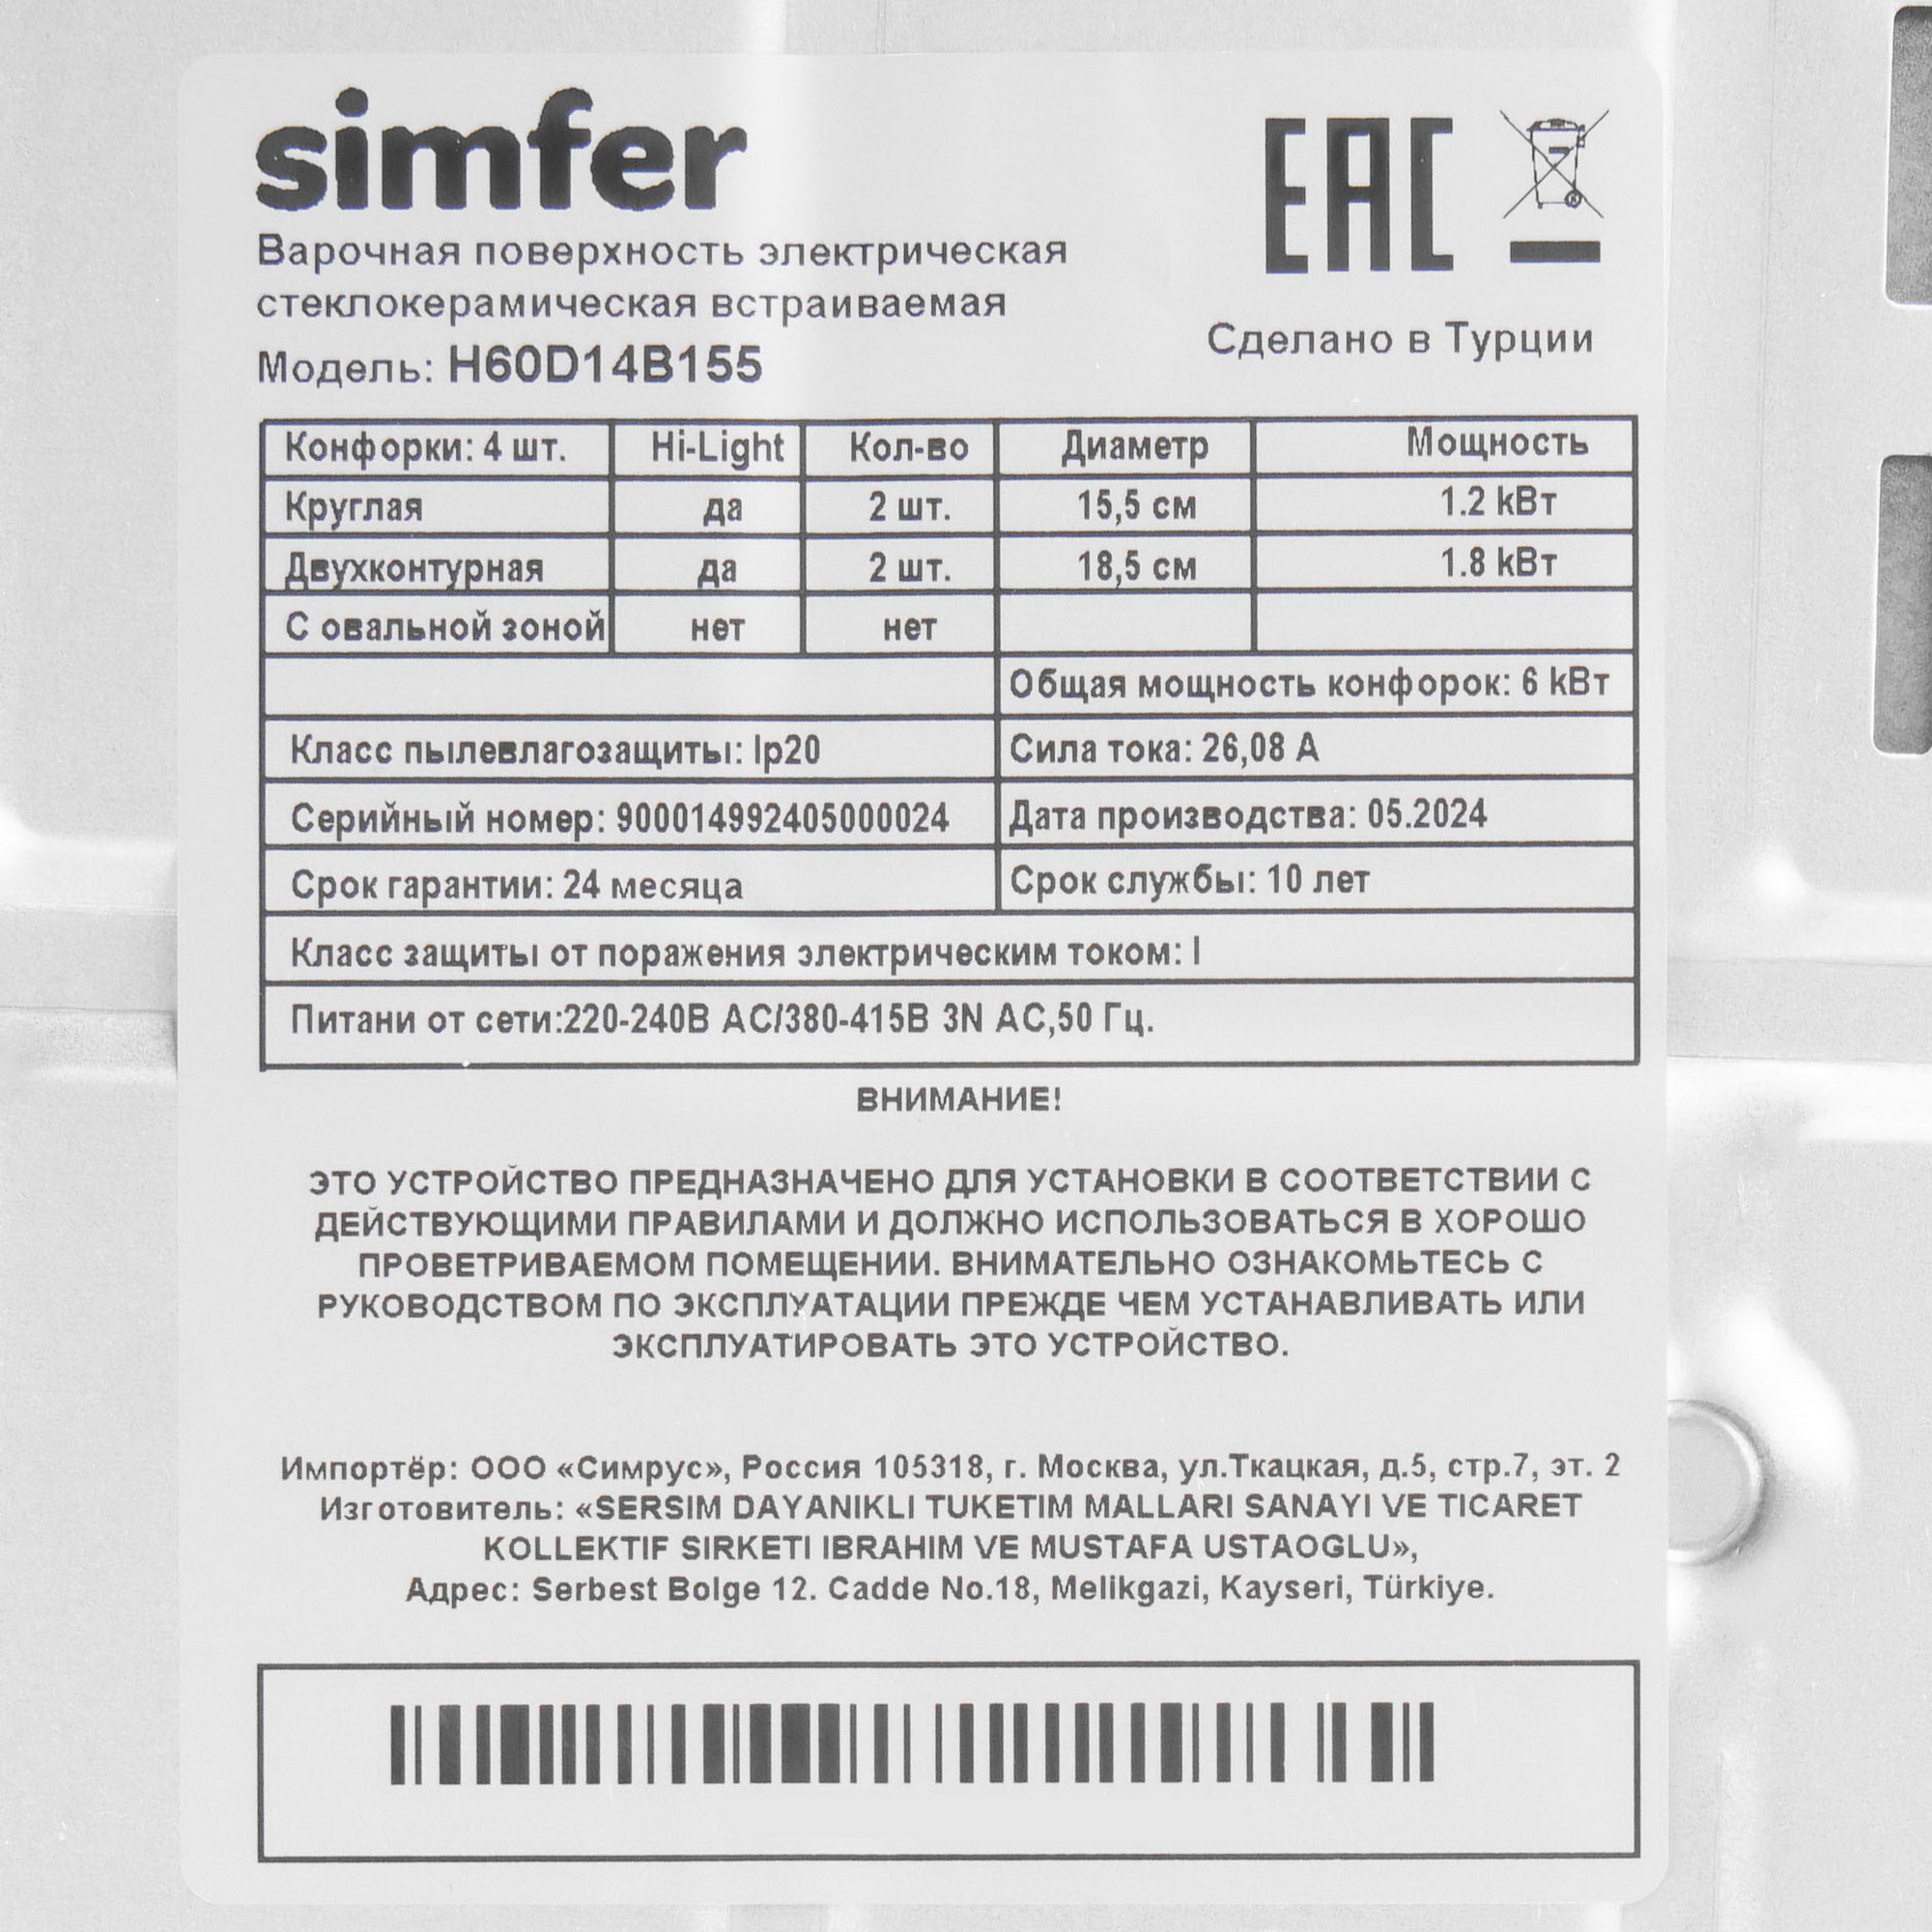 simfer
EAC
Варочная поверхность электрическая
стеклокерамическая встраиваемая
Модель: H60D14B155
Сделано в Турции
Конфорки: 4 шт. Hi-Light Кол-во Диаметр Мощность
Круглая да 2 шт. 15,5 см 1.2 kВт
Двухконтурная да 2 шт. 18,5 см 1.8 kВт
С овальной зоной нет нет
Общая мощность конфорок: 6 kВт
Класс пылевлагозащиты: Ip20 Сила тока: 26,08 А
Серийный номер: 900014992405000024 Дата производства: 05.2024
Срок гарантии: 24 месяца Срок службы: 10 лет
Класс защиты от поражения электрическим током: I
Питани от сети:220-240В AC/380-415В 3N AC,50 Гц.
ВНИМАНИЕ!
ЭТО УСТРОЙСТВО ПРЕДНАЗНАЧЕНО ДЛЯ УСТАНОВКИ В СООТВЕТСТВИИ С
ДЕЙСТВУЮЩИМИ ПРАВИЛАМИ И ДОЛЖНО ИСПОЛЬЗОВАТЬСЯ В ХОРОШО
ПРОВЕТРИВАЕМОМ ПОМЕЩЕНИИ. ВНИМАТЕЛЬНО ОЗНАКОМЬТЕСЬ С
РУКОВОДСТВОМ ПО ЭКСПЛУАТАЦИИ ПРЕЖДЕ ЧЕМ УСТАНАВЛИВАТЬ ИЛИ
ЭКСПЛУАТИРОВАТЬ ЭТО УСТРОЙСТВО.
Импортёр: ООО «Симрус», Россия 105318, г. Москва, ул.Ткацкая, д.5, стр.7, эт. 2
Изготовитель: «SERSIM DAYANIKLI TUKETIM MALLARI SANAYI VE TICARET
KOLLEKTIF SIRKETI IBRAHIM VE MUSTAFA USTAOGLU»,
Адрес: Serbest Bolge 12. Cadde No.18, Melikgazi, Kayseri, Türkiye.